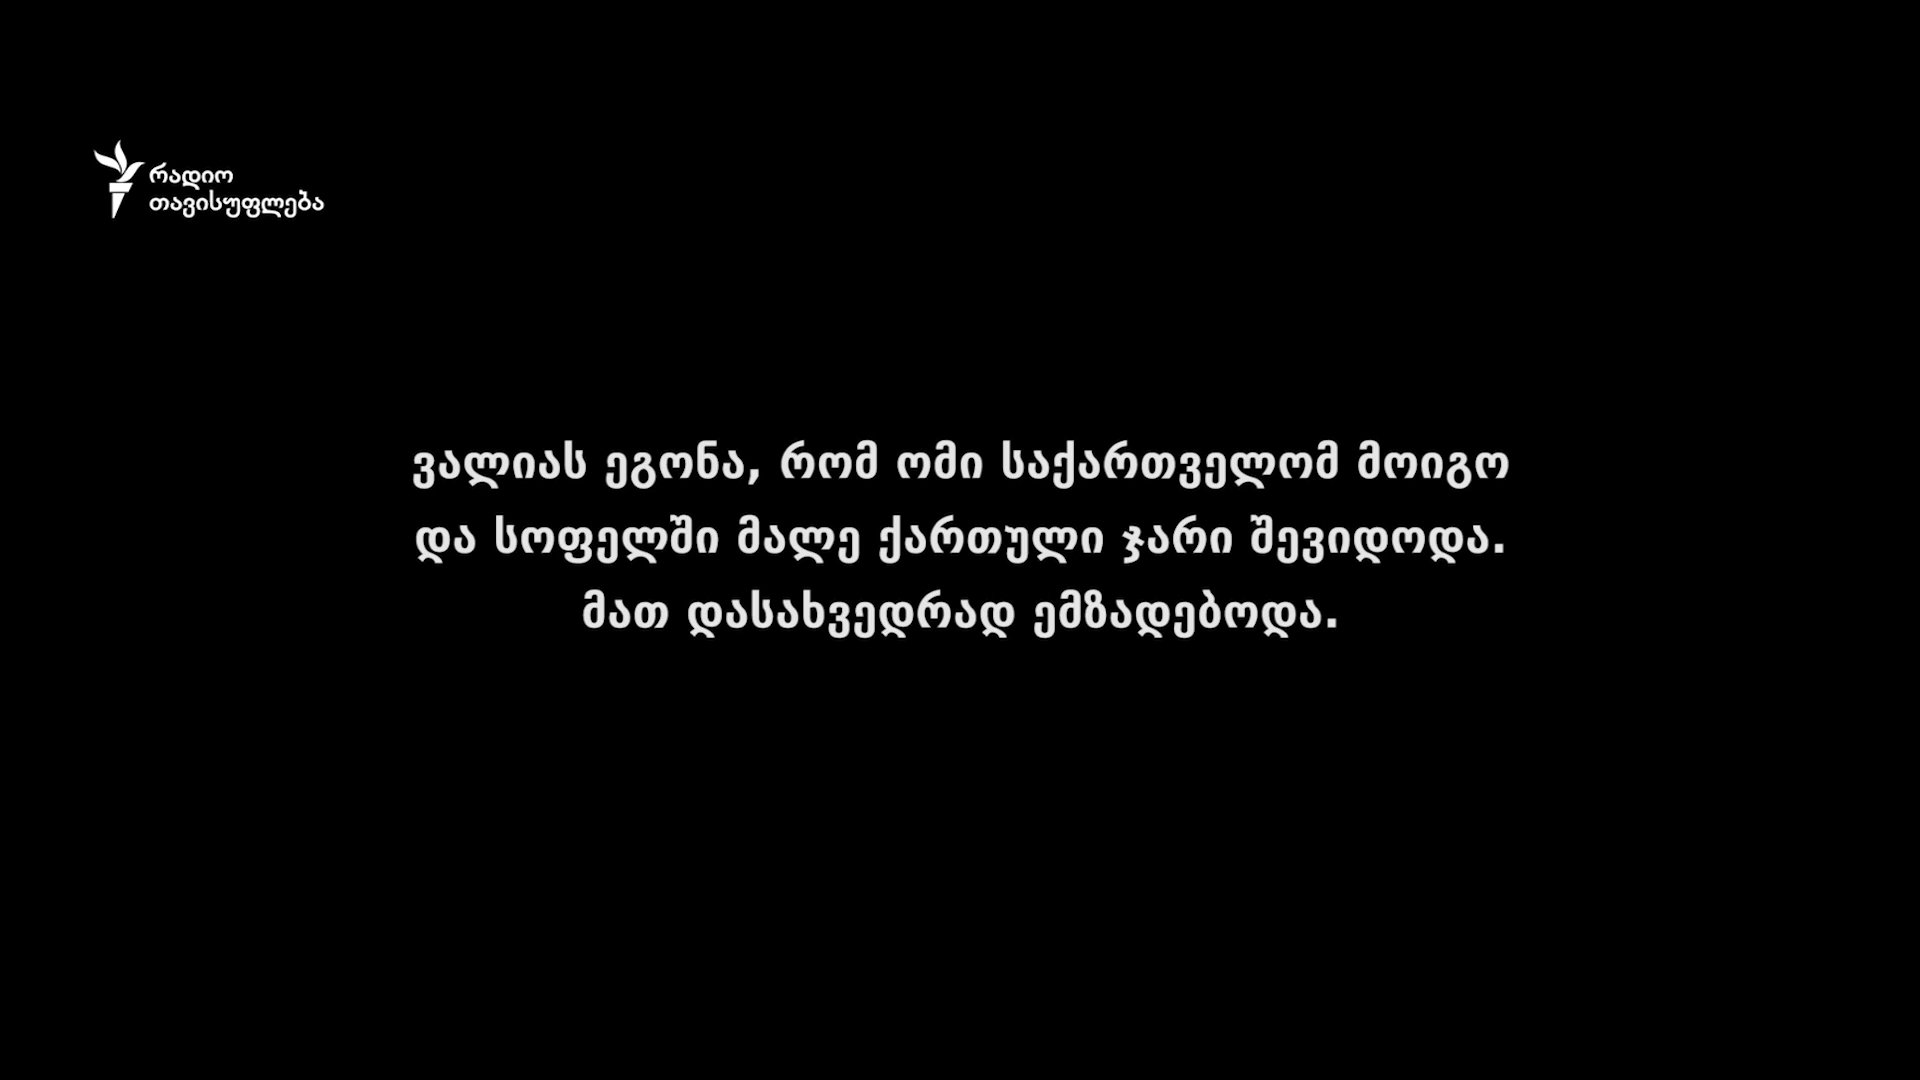 რადიო
თავისუფლება
ვალიას ეგონა, რომ ომი საქართველომ მოიგო
და სოფელში მალე ქართული ჯარი შევიდოდა.
მათ დასახვედრად ემზადებოდა.